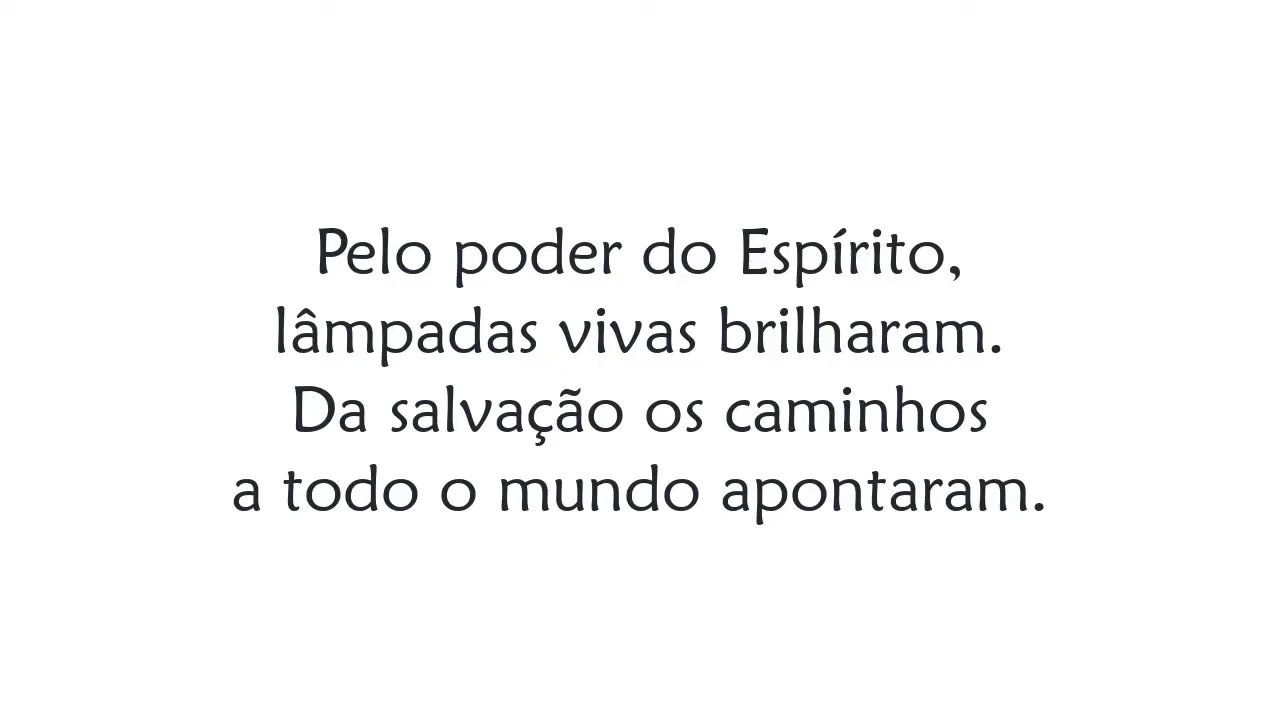 Pelo poder do Espírito,
lâmpadas vivas brilharam.
Da salvação os caminhos
a todo o mundo apontaram.